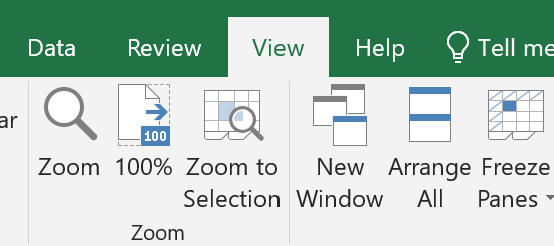 Data Review View Help Tell me
ar
100
Zoom 100% Zoom to Selection New Window Arrange All Freeze Panes
Zoom